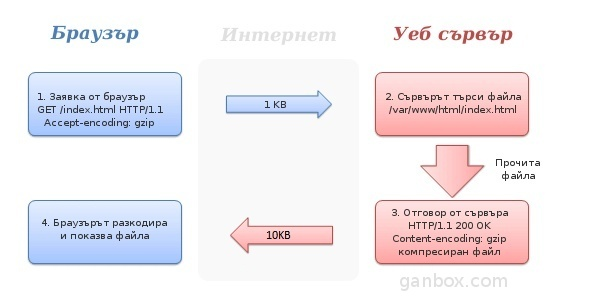 Браузър
Интернет
Уеб сървър
1. Заявка от браузър
GET /index.html HTTP/1.1
Accept-encoding: gzip
1 KB
2. Сървърът търси файла
/var/www/html/index.html
Прочита
файла
4. Браузърът разкодира
и показва файла
10KB
3. Отговор от сървъра
HTTP/1.1 200 OK
Content-encoding: gzip
компресиран файл
ganbox.com